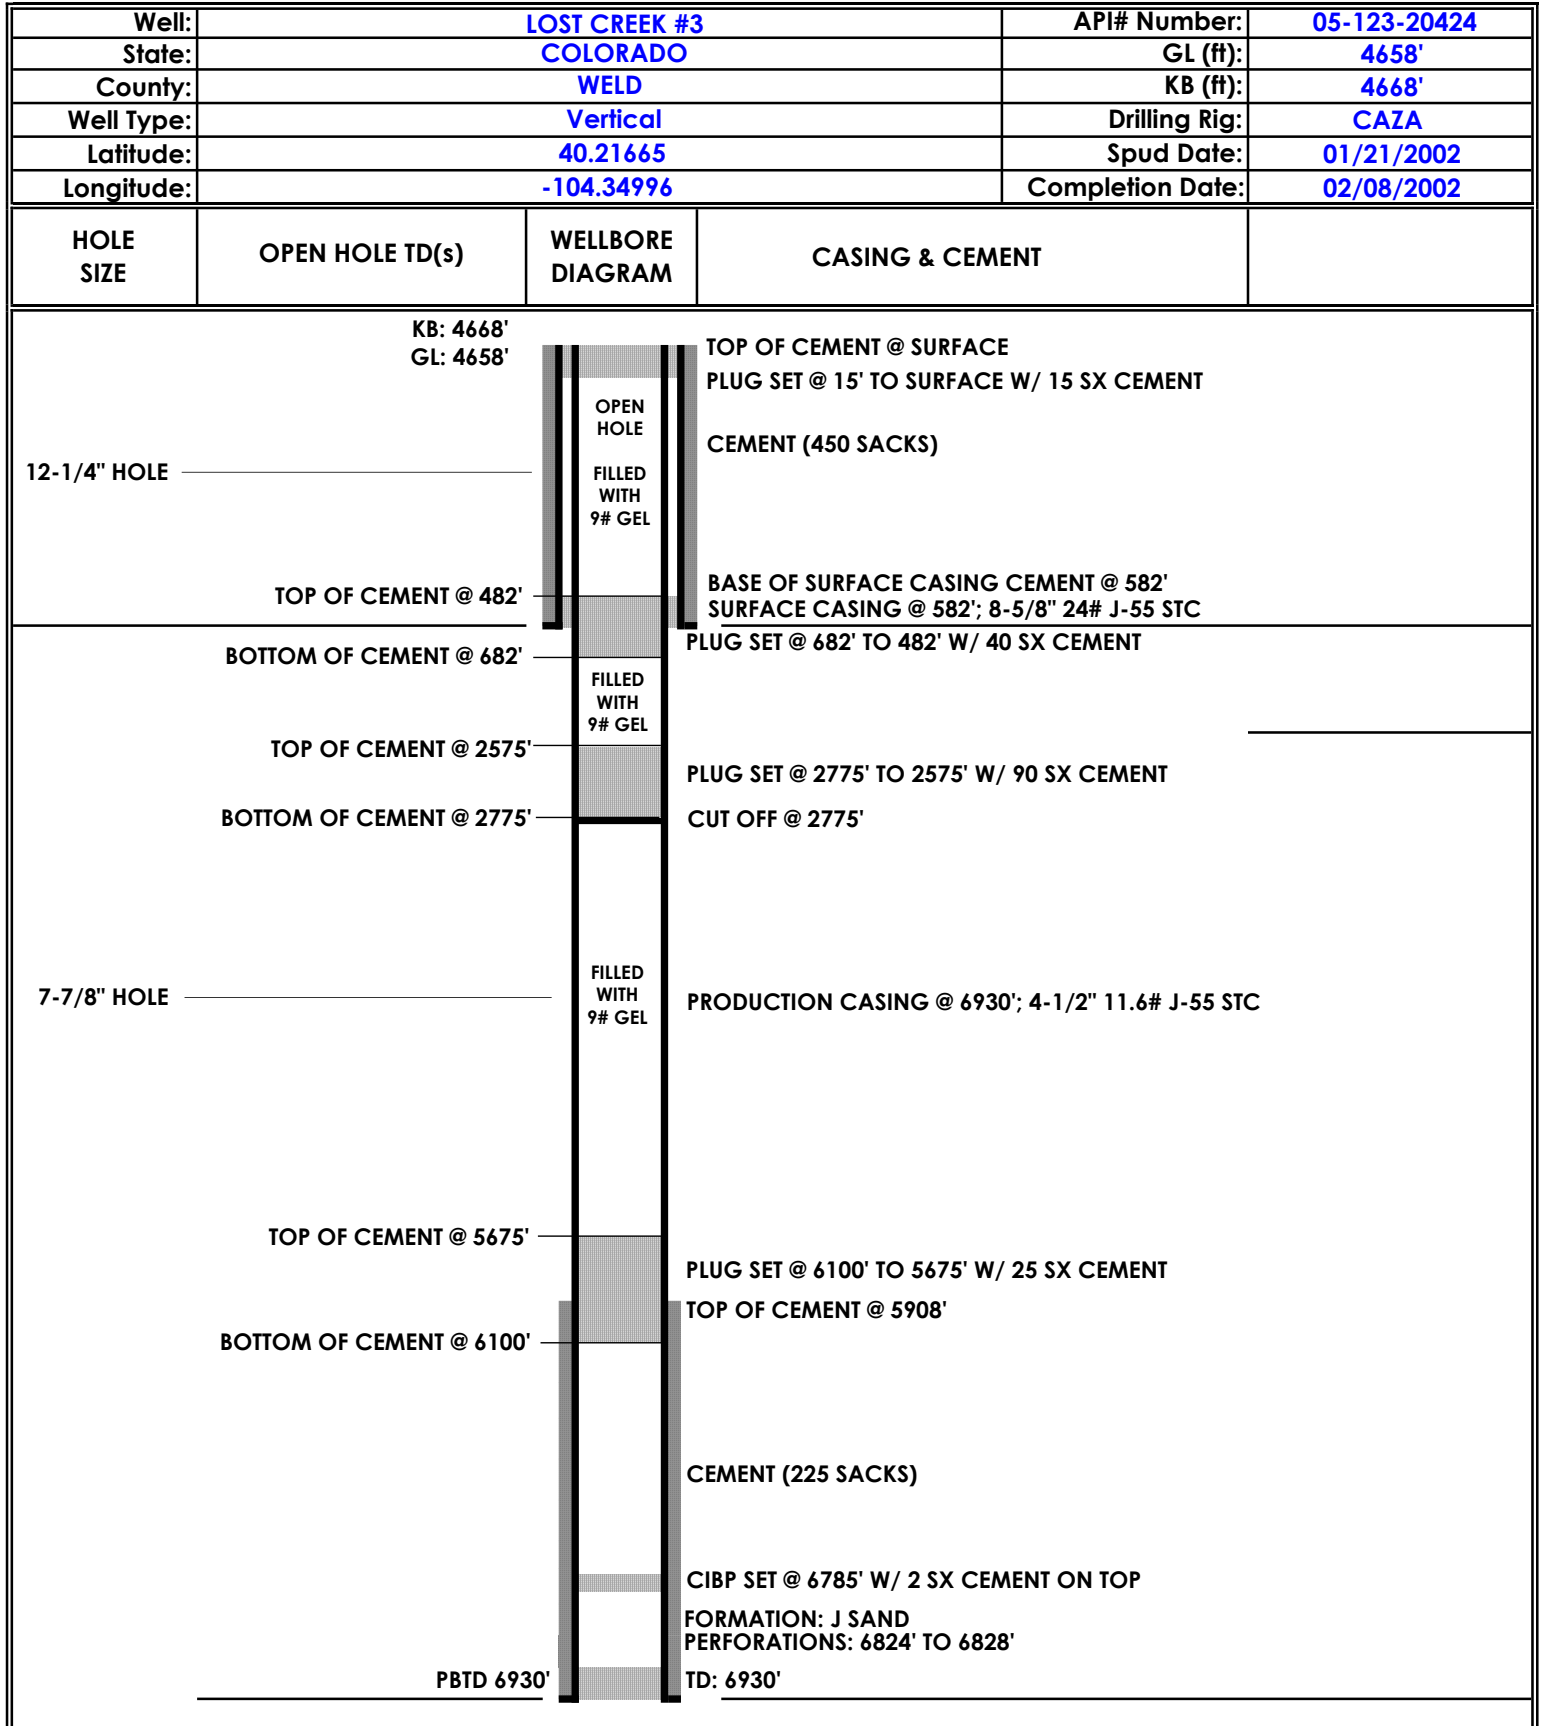 Well: LOST CREEK #3 API# Number: 05-123-20424
State: COLORADO GL (ft): 4658'
County: WELD KB (ft): 4668'
Well Type: Vertical Drilling Rig: CAZA
Latitude: 40.21665 Spud Date: 01/21/2002
Longitude: -104.34996 Completion Date: 02/08/2002
HOLE
SIZE
OPEN HOLE TD(s)
WELLBORE
DIAGRAM
CASING & CEMENT
KB: 4668'
GL: 4658'
TOP OF CEMENT @ SURFACE
PLUG SET @ 15' TO SURFACE W/ 15 SX CEMENT
OPEN
HOLE
CEMENT (450 SACKS)
12-1/4" HOLE
FILLED
WITH
9# GEL
BASE OF SURFACE CASING CEMENT @ 582'
TOP OF CEMENT @ 482'
SURFACE CASING @ 582'; 8-5/8" 24# J-55 STC
PLUG SET @ 682' TO 482' W/ 40 SX CEMENT
BOTTOM OF CEMENT @ 682'
FILLED
WITH
9# GEL
TOP OF CEMENT @ 2575'
PLUG SET @ 2775' TO 2575' W/ 90 SX CEMENT
BOTTOM OF CEMENT @ 2775'
CUT OFF @ 2775'
FILLED
WITH
9# GEL
7-7/8" HOLE
PRODUCTION CASING @ 6930'; 4-1/2" 11.6# J-55 STC
TOP OF CEMENT @ 5675'
PLUG SET @ 6100' TO 5675' W/ 25 SX CEMENT
TOP OF CEMENT @ 5908'
BOTTOM OF CEMENT @ 6100'
CEMENT (225 SACKS)
CIBP SET @ 6785' W/ 2 SX CEMENT ON TOP
FORMATION: J SAND
PERFORATIONS: 6824' TO 6828'
PBTD 6930'
TD: 6930'